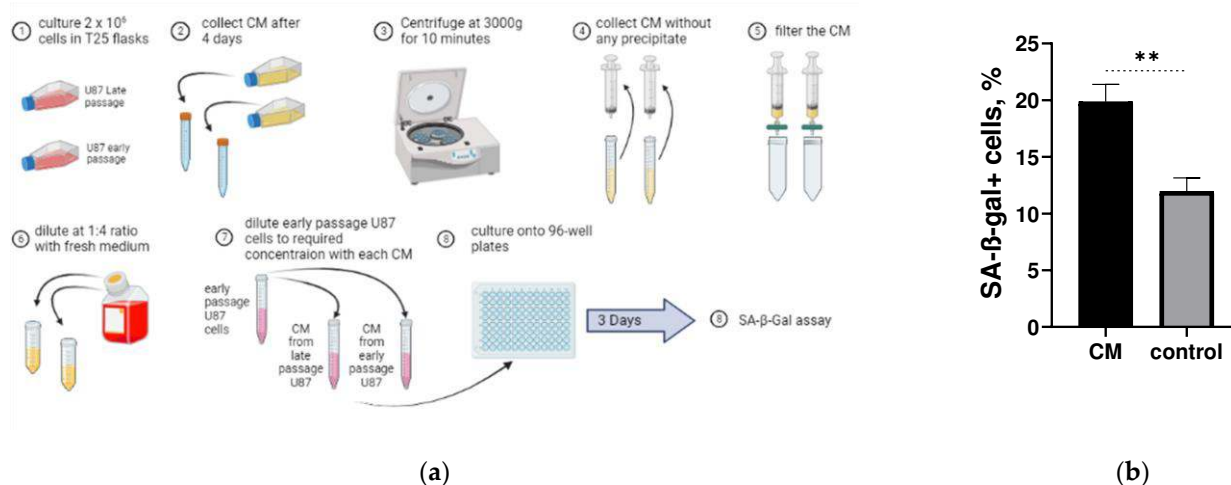 1 culture 2 x 10⁶
cells in T25 flasks
U87 Late
passage
U87 early
passage
2 collect CM after
4 days
3 Centrifuge at 3000g
for 10 minutes
4 collect CM without
any precipitate
5 filter the CM
6 dilute at 1:4 ratio
with fresh medium
7 dilute early passage U87
cells to required
concentraion with each CM
early
passage
U87
cells
CM
from
late
passage
U87
CM
from
early
passage
U87
8 culture onto 96-well
plates
3 Days
8 SA-β-Gal assay
(a)
SA-ß-gal+ cells, %
25
20
15
10
5
0
**
CM control
(b)